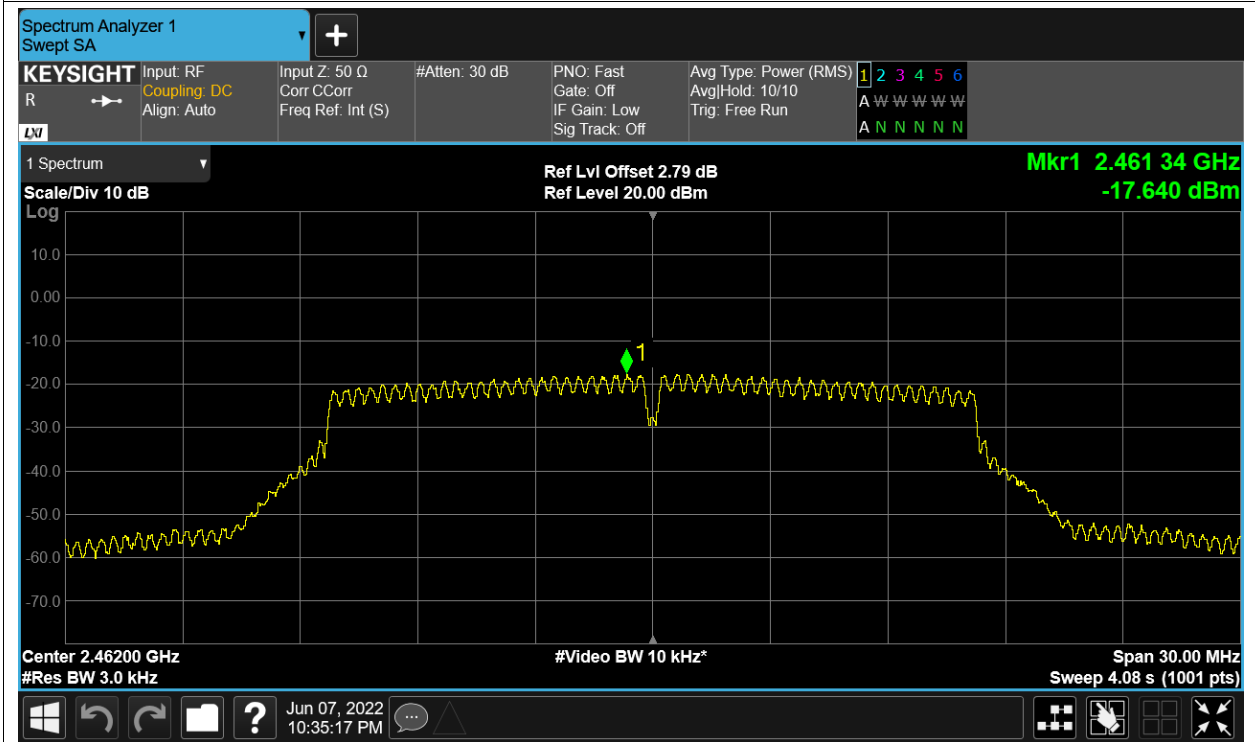 Spectrum Analyzer 1
Swept SA
+
KEYSIGHT
R
LXI
Input: RF
Coupling: DC
Align: Auto
Input Z: 50 Ω
Corr CCorr
Freq Ref: Int (S)
#Atten: 30 dB
PNO: Fast
Gate: Off
IF Gain: Low
Sig Track: Off
Avg Type: Power (RMS)
Avg|Hold: 10/10
Trig: Free Run
1 2 3 4 5 6
A W W W W W
A N N N N N
1 Spectrum
Scale/Div 10 dB
Log
Ref Lvl Offset 2.79 dB
Ref Level 20.00 dBm
Mkr1 2.461 34 GHz
-17.640 dBm
10.0
0.00
-10.0
1
-20.0
-30.0
-40.0
-50.0
-60.0
-70.0
Center 2.46200 GHz
#Res BW 3.0 kHz
#Video BW 10 kHz*
Span 30.00 MHz
Sweep 4.08 s (1001 pts)
?
Jun 07, 2022
10:35:17 PM